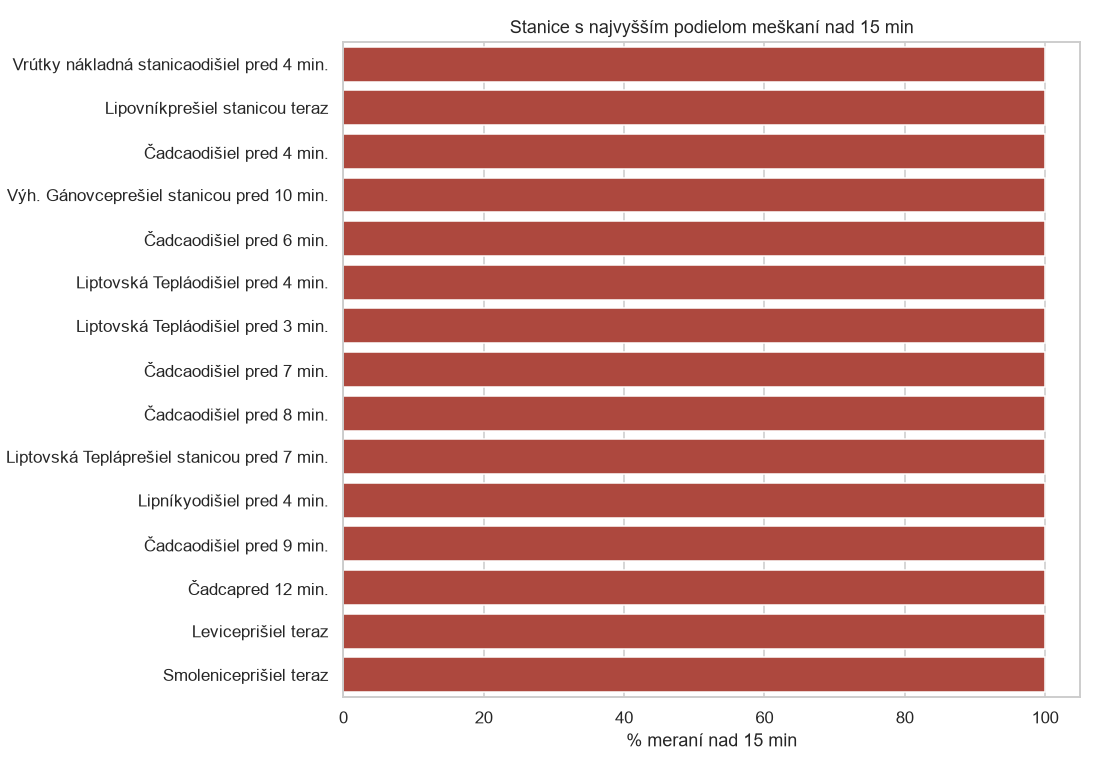 Stanice s najvyšším podielom meškaní nad 15 min
Vrútky nákladná stanicaodišiel pred 4 min.
Lipovníkprešiel stanicou teraz
Čadcaodišiel pred 4 min.
Výh. Gánovceprešiel stanicou pred 10 min.
Čadcaodišiel pred 6 min.
Liptovská Tepláodišiel pred 4 min.
Liptovská Tepláodišiel pred 3 min.
Čadcaodišiel pred 7 min.
Čadcaodišiel pred 8 min.
Liptovská Tepláprešiel stanicou pred 7 min.
Lipníkyodišiel pred 4 min.
Čadcaodišiel pred 9 min.
Čadcapred 12 min.
Leviceprišiel teraz
Smoleniceprišiel teraz
0 20 40 60 80 100
% meraní nad 15 min